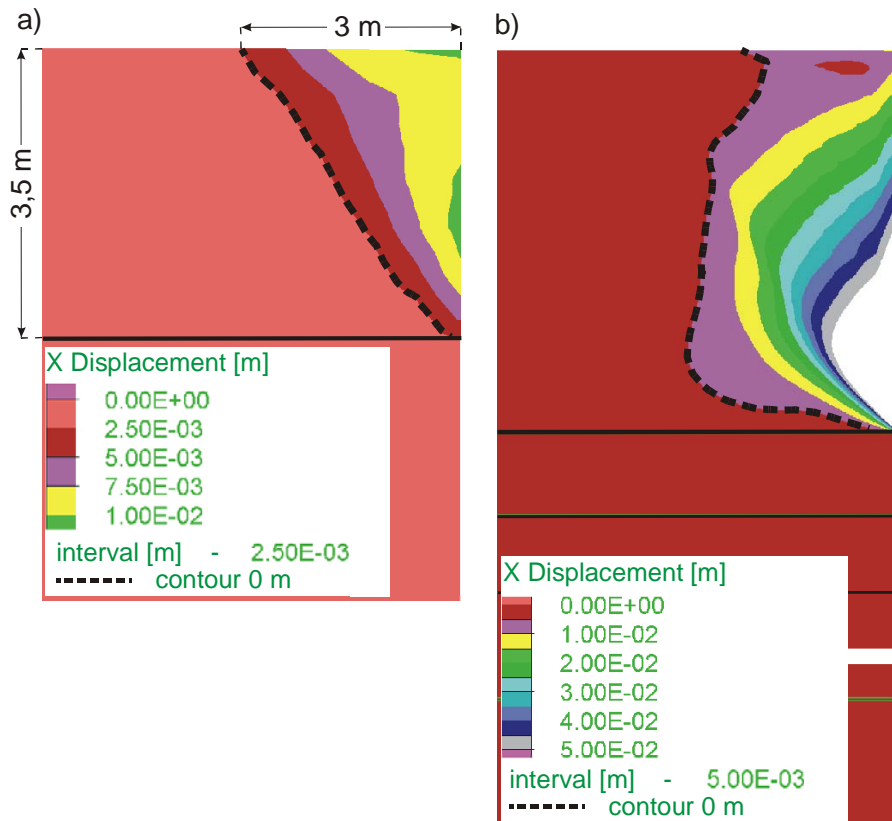 a)
3 m
3,5 m
X Displacement [m]
0.00E+00
2.50E-03
5.00E-03
7.50E-03
1.00E-02
interval [m] - 2.50E-03
contour 0 m
b)
X Displacement [m]
0.00E+00
1.00E-02
2.00E-02
3.00E-02
4.00E-02
5.00E-02
interval [m] - 5.00E-03
contour 0 m